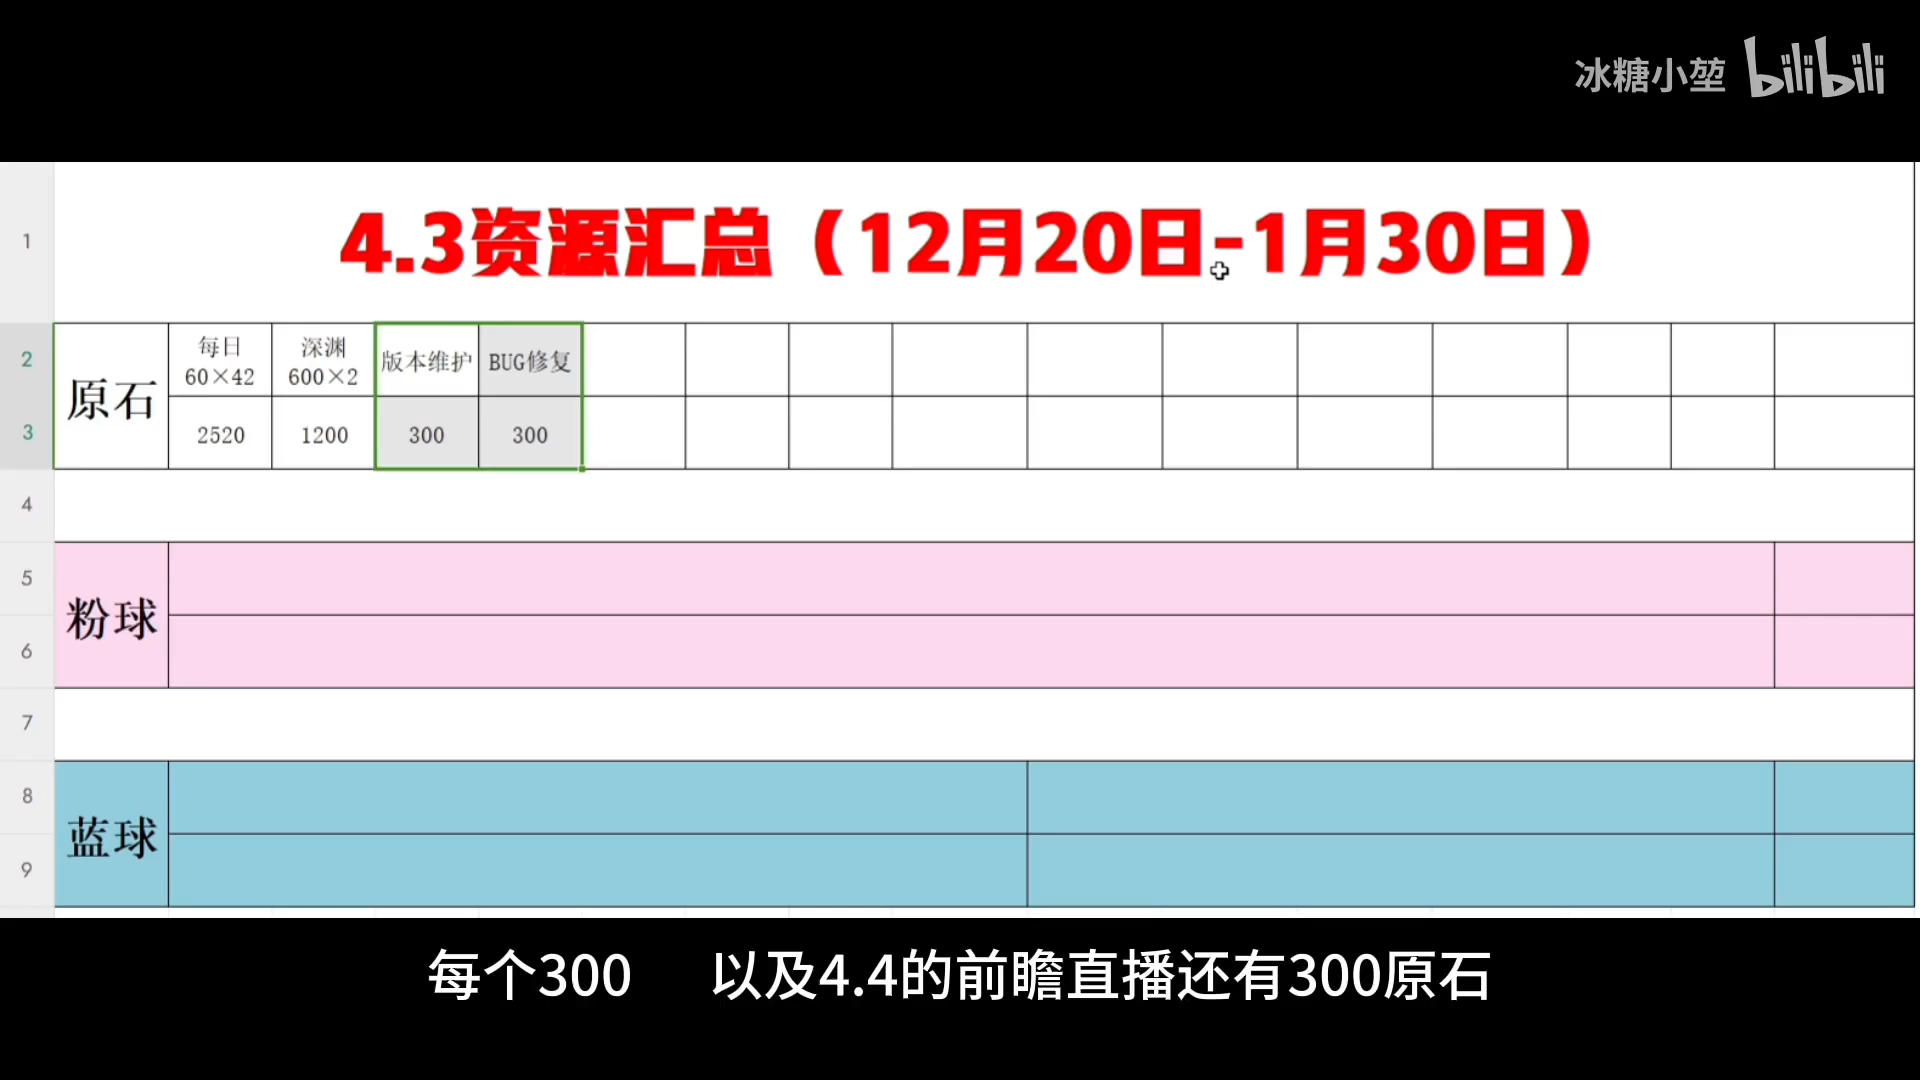 冰糖小堃 bilibili
1
4.3资源汇总（12月20日-1月30日）
2
原石
每日
60×42
深渊
600×2
版本维护
BUG修复
3
2520
1200
300
300
4
5
粉球
6
7
8
蓝球
9
每个300 以及4.4的前瞻直播还有300原石